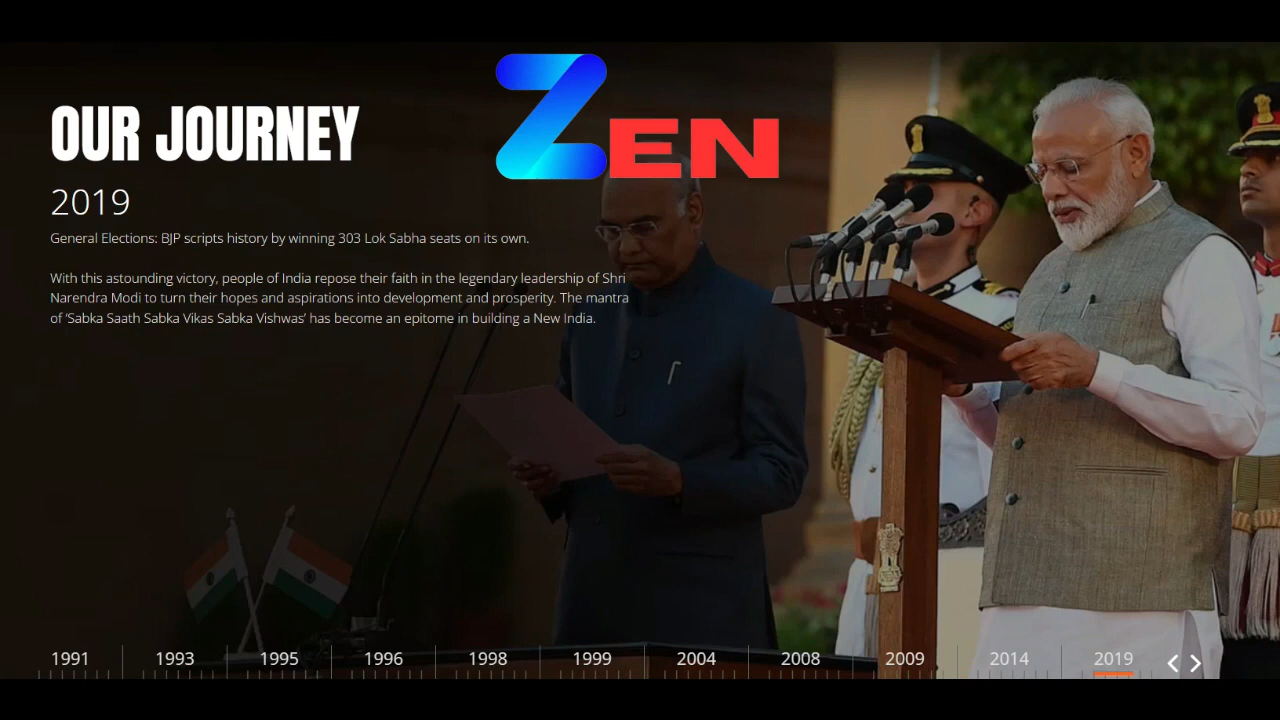 ZEN
OUR JOURNEY
2019
General Elections: BJP scripts history by winning 303 Lok Sabha seats on its own.
With this astounding victory, people of India repose their faith in the legendary leadership of Shri
Narendra Modi to turn their hopes and aspirations into development and prosperity. The mantra
of ‘Sabka Saath Sabka Vikas Sabka Vishwas’ has become an epitome in building a New India.
1991 1993 1995 1996 1998 1999 2004 2008 2009 2014 2019